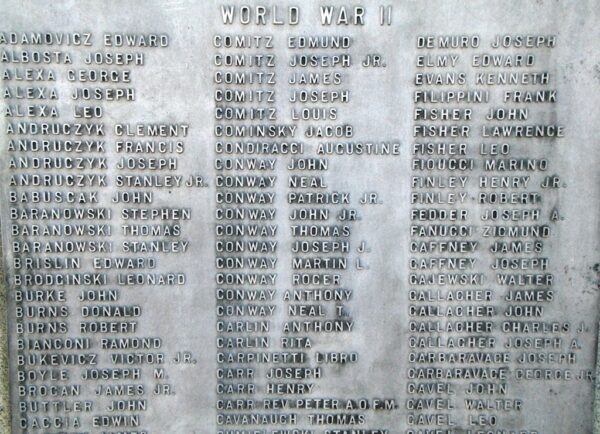 WORLD WAR II
ADAMOVICZ EDWARD
ALBOSTA JOSEPH
ALEXA GEORGE
ALEXA JOSEPH
ALEXA LEO
ANDRUCZYK CLEMENT
ANDRUCZYK FRANCIS
ANDRUCZYK JOSEPH
ANDRUCZYK STANLEY JR.
BABUSCAK JOHN
BARANOWSKI STEPHEN
BARANOWSKI THOMAS
BARANOWSKI STANLEY
BRISLIN EDWARD
BRODGINSKI LEONARD
BURKE JOHN
BURNS DONALD
BURNS ROBERT
BIANCONI RAMOND
BUKEVICZ VICTOR JR.
BOYLE JOSEPH M.
BROGAN JAMES JR.
BUTTLER JOHN
CACCIA EDWIN
COMITZ EDMUND
COMITZ JOSEPH JR.
COMITZ JAMES
COMITZ JOSEPH
COMITZ LOUIS
COMINSKY JACOB
CONDIRACCI AUGUSTINE
CONWAY JOHN
CONWAY NEAL
CONWAY PATRICK JR.
CONWAY JOHN JR.
CONWAY THOMAS
CONWAY JOSEPH J.
CONWAY MARTIN L.
CONWAY ROGER
CONWAY ANTHONY
CONWAY NEAL T.
CARLIN ANTHONY
CARLIN RITA
CARPINETTI LIBRO
CARR JOSEPH
CARR HENRY
CARR REV. PETER A.O.F.M.
CAVANAUGH THOMAS
CHMIELEWSKI STANLEY
DEMURO JOSEPH
ELMY EDWARD
EVANS KENNETH
FILIPPINI FRANK
FISHER JOHN
FISHER LAWRENCE
FISHER LEO
FIOUCCI MARINO
FINLEY HENRY JR.
FINLEY ROBERT
FEDDER JOSEPH A.
FANUCCI ZIGMUND
GAFFNEY JAMES
GAFFNEY JOSEPH
GAJEWSKI WALTER
GALLAGHER JAMES
GALLAGHER JOHN
GALLAGHER CHARLES J.
GALLAGHER JOSEPH A.
GARBARAVAGE JOSEPH
GARBARAVAGE GEORGE JR.
GAVEL JOHN
GAVEL WALTER
GAVEL LEO
GAVEL LEONARD